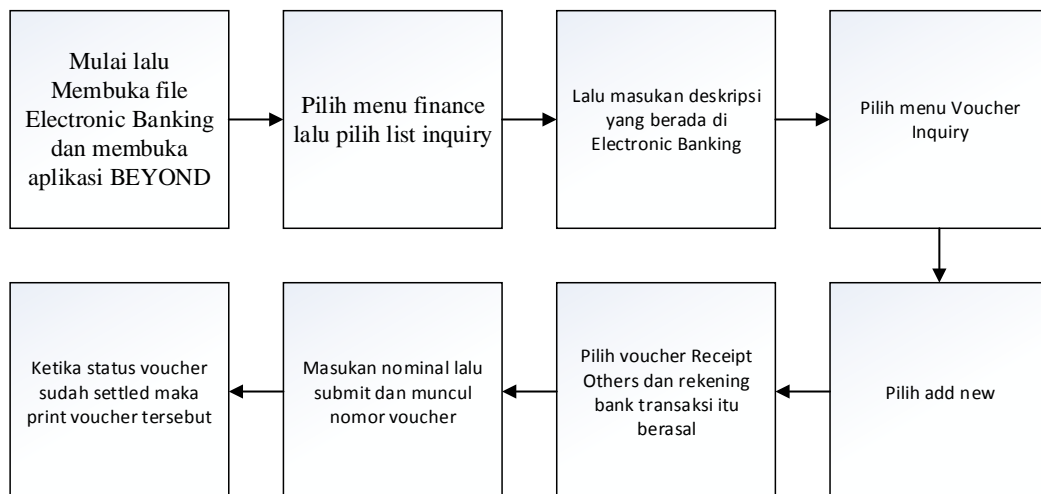 Mulai lalu
Membuka file
Electronic Banking
dan membuka
aplikasi BEYOND
Pilih menu finance
lalu pilih list inquiry
Lalu masukan deskripsi
yang berada di
Electronic Banking
Pilih menu Voucher
Inquiry
Pilih add new
Pilih voucher Receipt
Others dan rekening
bank transaksi itu
berasal
Masukan nominal lalu
submit dan muncul
nomor voucher
Ketika status voucher
sudah settled maka
print voucher tersebut